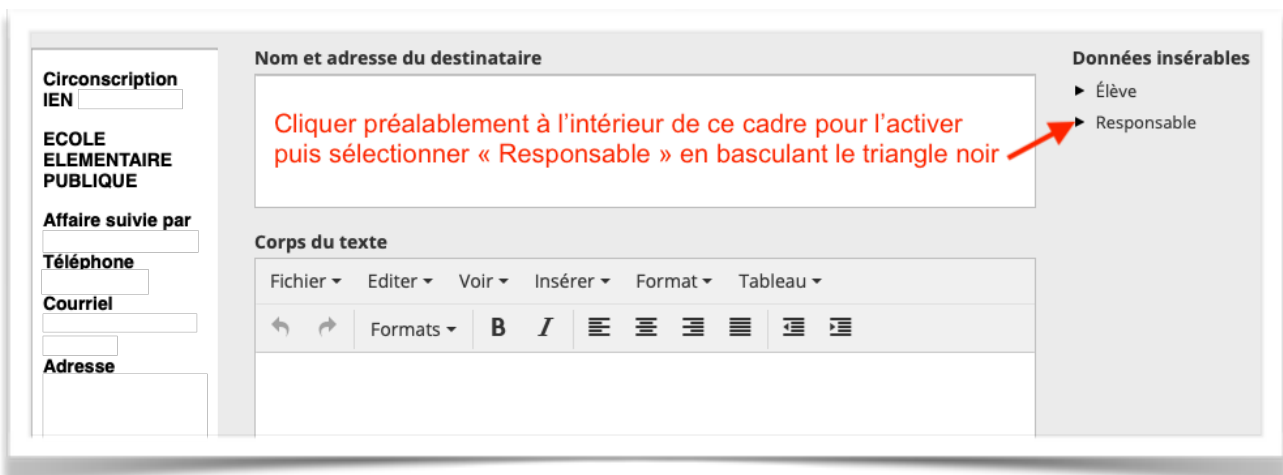 Circonscription
IEN
ECOLE
ELEMENTAIRE
PUBLIQUE
Affaire suivie par
Téléphone
Courriel
Adresse
Nom et adresse du destinataire
Cliquer préalablement à l’intérieur de ce cadre pour l’activer
puis sélectionner « Responsable » en basculant le triangle noir
Corps du texte
Fichier Editer Voir Insérer Format Tableau
Formats B I
Données insérables
Élève
Responsable